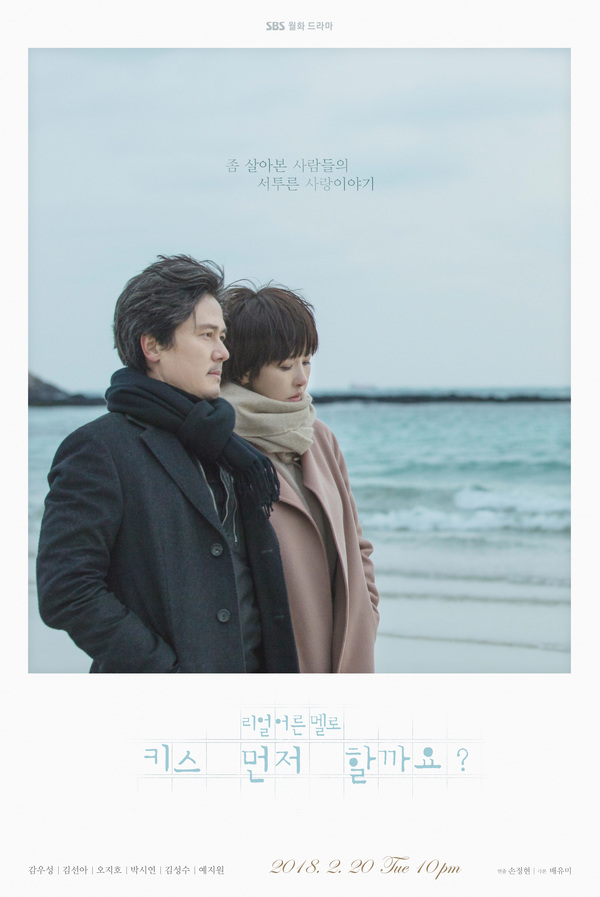 SBS 월화 드라마
좀 살아본 사람들의
서투른 사랑이야기
리얼어른멜로
키스 먼저 할까요?
감우성 | 김선아 | 오지호 | 박시연 | 김성수 | 예지원
2018. 2. 20 Tue 10pm
연출 손정현 | 극본 배유미